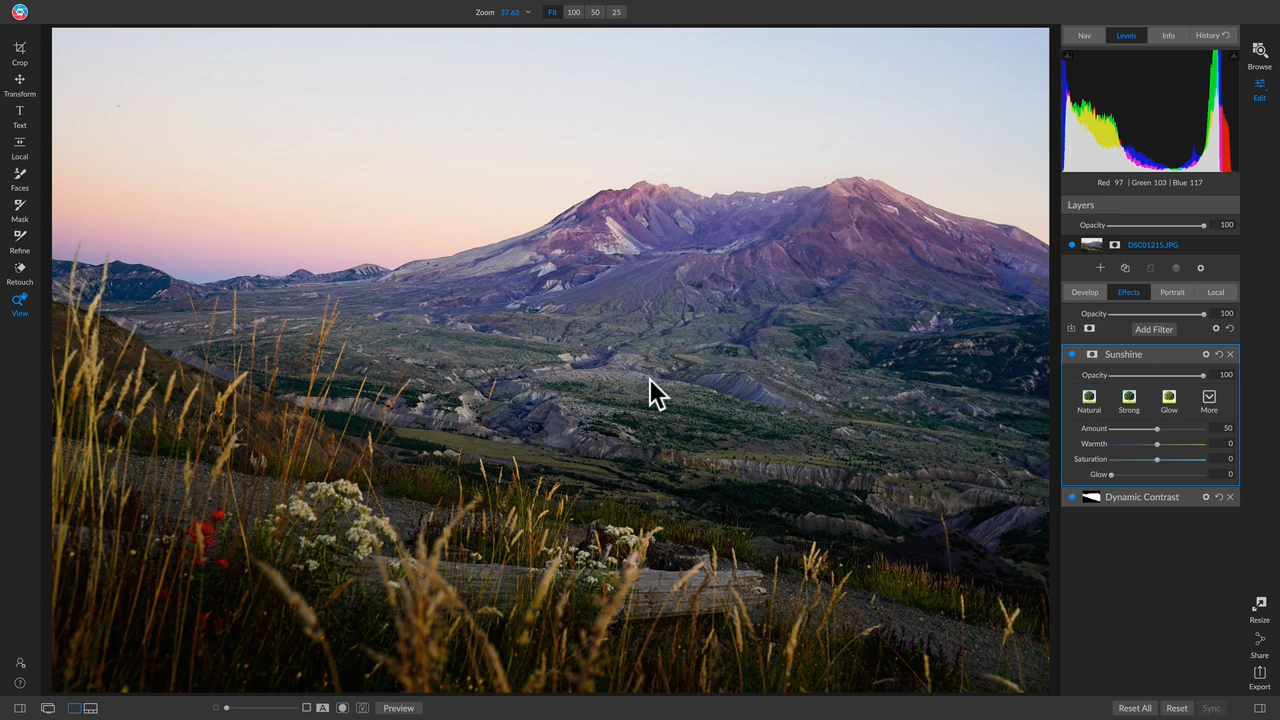 Zoom 37.63 Fit 100 50 25
Nav Levels Info History
Crop
Transform
Text
Local
Faces
Mask
Refine
Retouch
View
Browse
Edit
Red 97 | Green 103 | Blue 117
Layers
Opacity 100
DSC01215.JPG
Develop Effects Portrait Local
Opacity 100
Add Filter
Sunshine
Opacity 100
Natural Strong Glow More
Amount 50
Warmth 0
Saturation 0
Glow 0
Dynamic Contrast
Resize
Share
Export
A Preview
Reset All Reset Sync